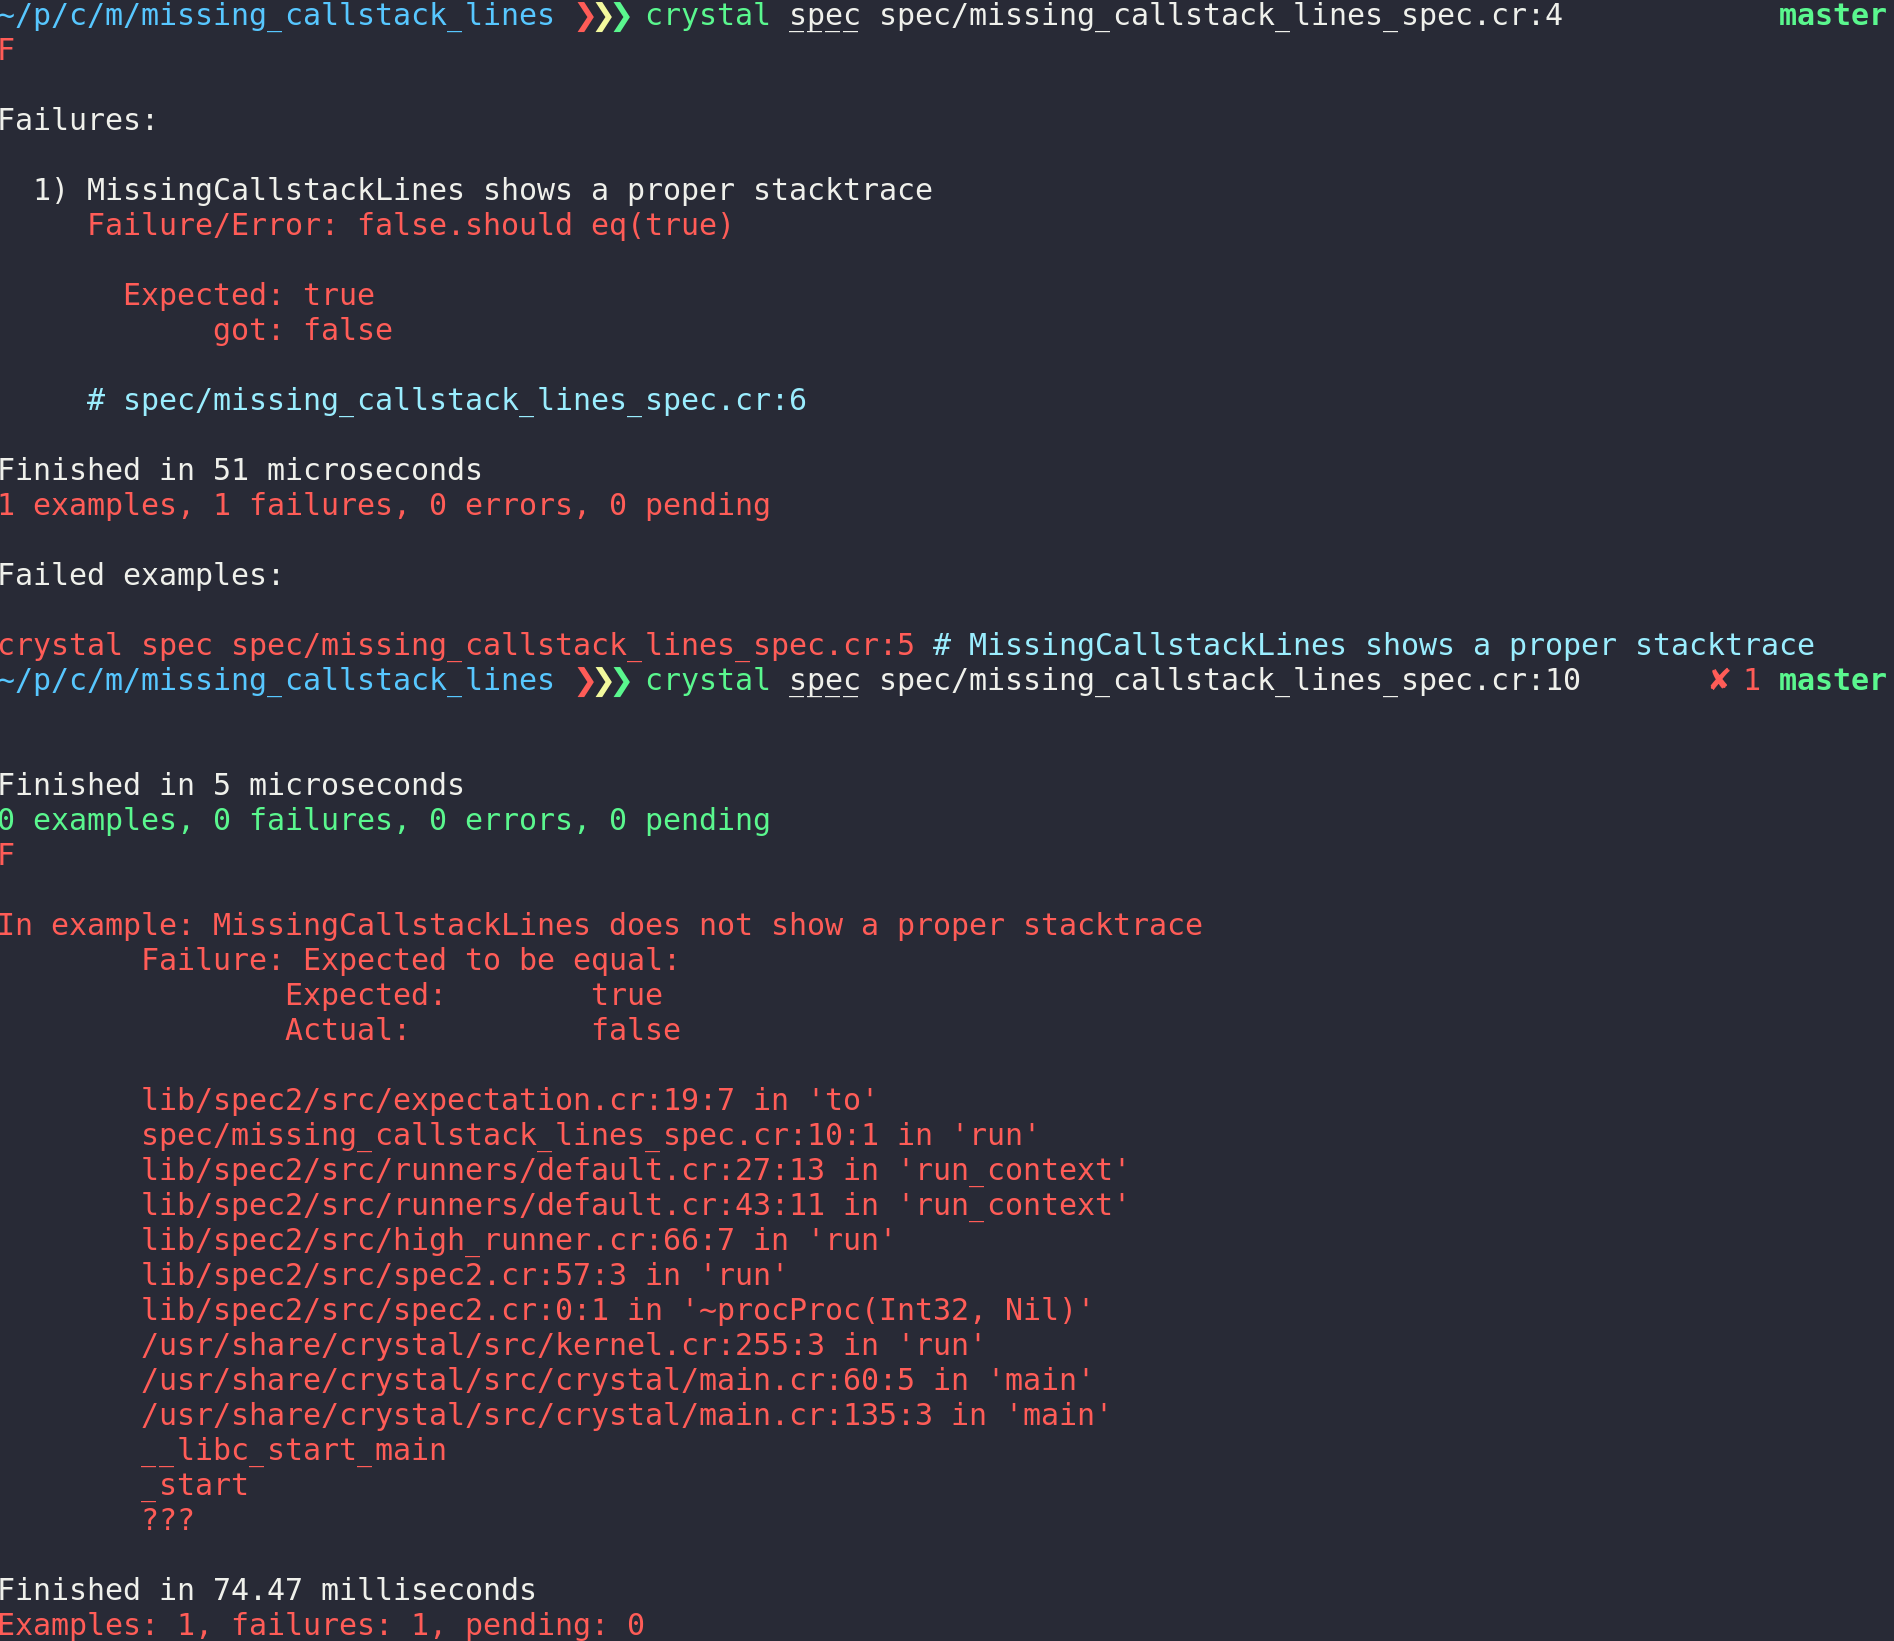 ~/p/c/m/missing_callstack_lines ❯❯❯ crystal spec spec/missing_callstack_lines_spec.cr:4 master
F
Failures:
1) MissingCallstackLines shows a proper stacktrace
Failure/Error: false.should eq(true)
Expected: true
got: false
# spec/missing_callstack_lines_spec.cr:6
Finished in 51 microseconds
1 examples, 1 failures, 0 errors, 0 pending
Failed examples:
crystal spec spec/missing_callstack_lines_spec.cr:5 # MissingCallstackLines shows a proper stacktrace
~/p/c/m/missing_callstack_lines ❯❯❯ crystal spec spec/missing_callstack_lines_spec.cr:10 ✘ 1 master
Finished in 5 microseconds
0 examples, 0 failures, 0 errors, 0 pending
F
In example: MissingCallstackLines does not show a proper stacktrace
Failure: Expected to be equal:
Expected: true
Actual: false
lib/spec2/src/expectation.cr:19:7 in 'to'
spec/missing_callstack_lines_spec.cr:10:1 in 'run'
lib/spec2/src/runners/default.cr:27:13 in 'run_context'
lib/spec2/src/runners/default.cr:43:11 in 'run_context'
lib/spec2/src/high_runner.cr:66:7 in 'run'
lib/spec2/src/spec2.cr:57:3 in 'run'
lib/spec2/src/spec2.cr:0:1 in '~procProc(Int32, Nil)'
/usr/share/crystal/src/kernel.cr:255:3 in 'run'
/usr/share/crystal/src/crystal/main.cr:60:5 in 'main'
/usr/share/crystal/src/crystal/main.cr:135:3 in 'main'
__libc_start_main
_start
???
Finished in 74.47 milliseconds
Examples: 1, failures: 1, pending: 0